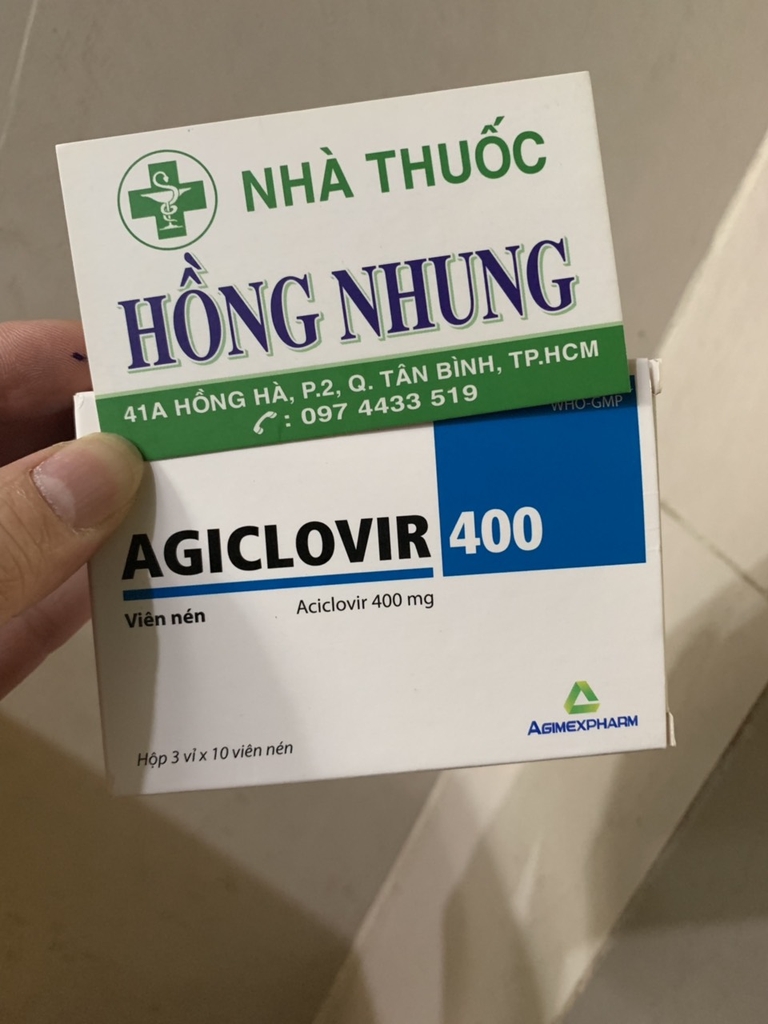 NHÀ THUỐC
HỒNG NHUNG
41A HỒNG HÀ, P.2, Q. TÂN BÌNH, TP.HCM
: 097 4433 519
WHO-GMP
AGICLOVIR 400
Viên nén
Aciclovir 400 mg
AGIMEXPHARM
Hộp 3 vỉ x 10 viên nén